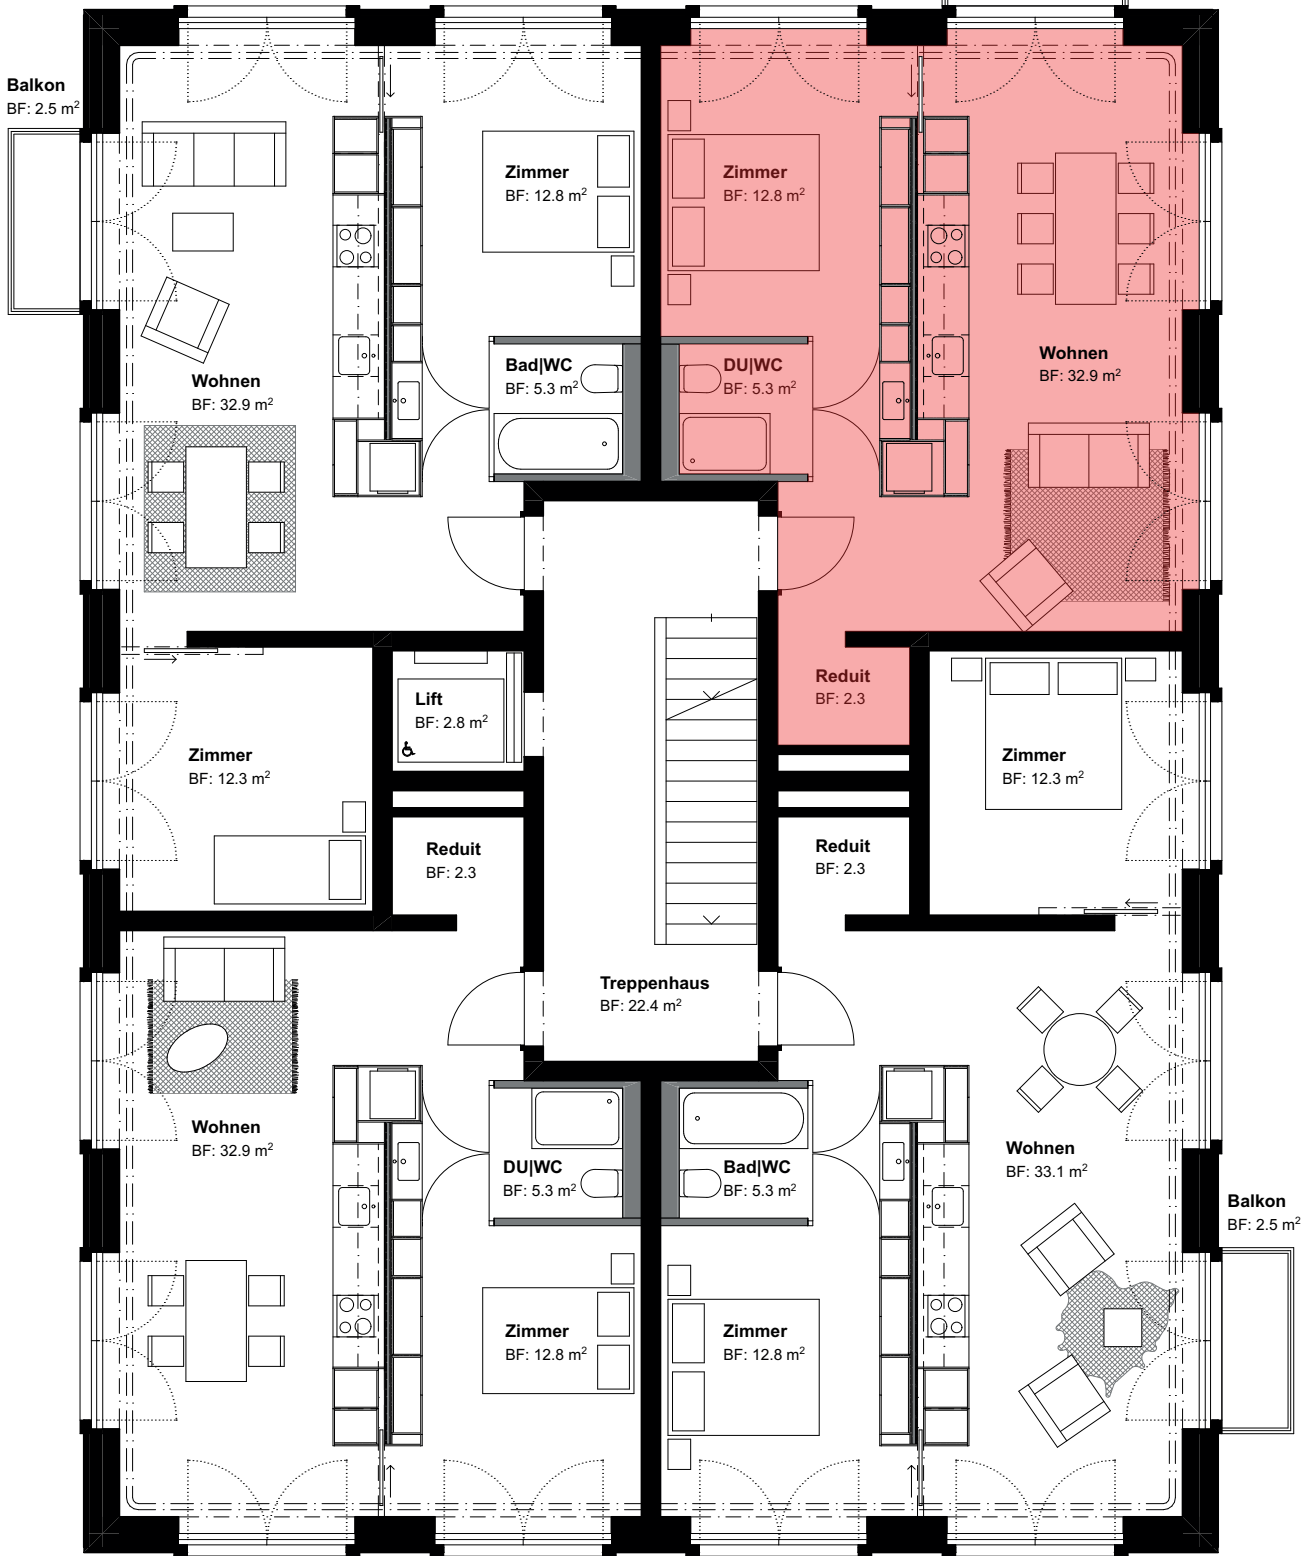 Balkon
BF: 2.5 m²
Zimmer
BF: 12.8 m²
Zimmer
BF: 12.8 m²
Wohnen
BF: 32.9 m²
Bad|WC
BF: 5.3 m²
DU|WC
BF: 5.3 m²
Wohnen
BF: 32.9 m²
Lift
BF: 2.8 m²
Reduit
BF: 2.3
Zimmer
BF: 12.3 m²
Zimmer
BF: 12.3 m²
Reduit
BF: 2.3
Reduit
BF: 2.3
Treppenhaus
BF: 22.4 m²
Wohnen
BF: 32.9 m²
DU|WC
BF: 5.3 m²
Bad|WC
BF: 5.3 m²
Wohnen
BF: 33.1 m²
Balkon
BF: 2.5 m²
Zimmer
BF: 12.8 m²
Zimmer
BF: 12.8 m²